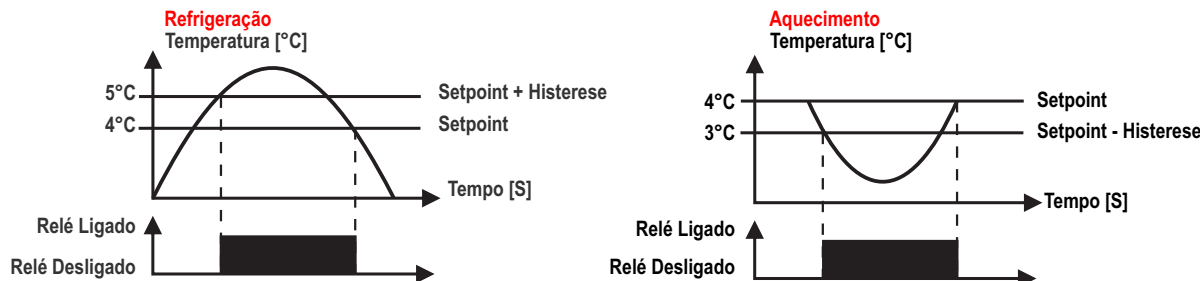 Refrigeração
Temperatura [°C]
5°C
Setpoint + Histerese
4°C
Setpoint
Tempo [S]
Relé Ligado
Relé Desligado
Aquecimento
Temperatura [°C]
4°C
Setpoint
3°C
Setpoint - Histerese
Tempo [S]
Relé Ligado
Relé Desligado